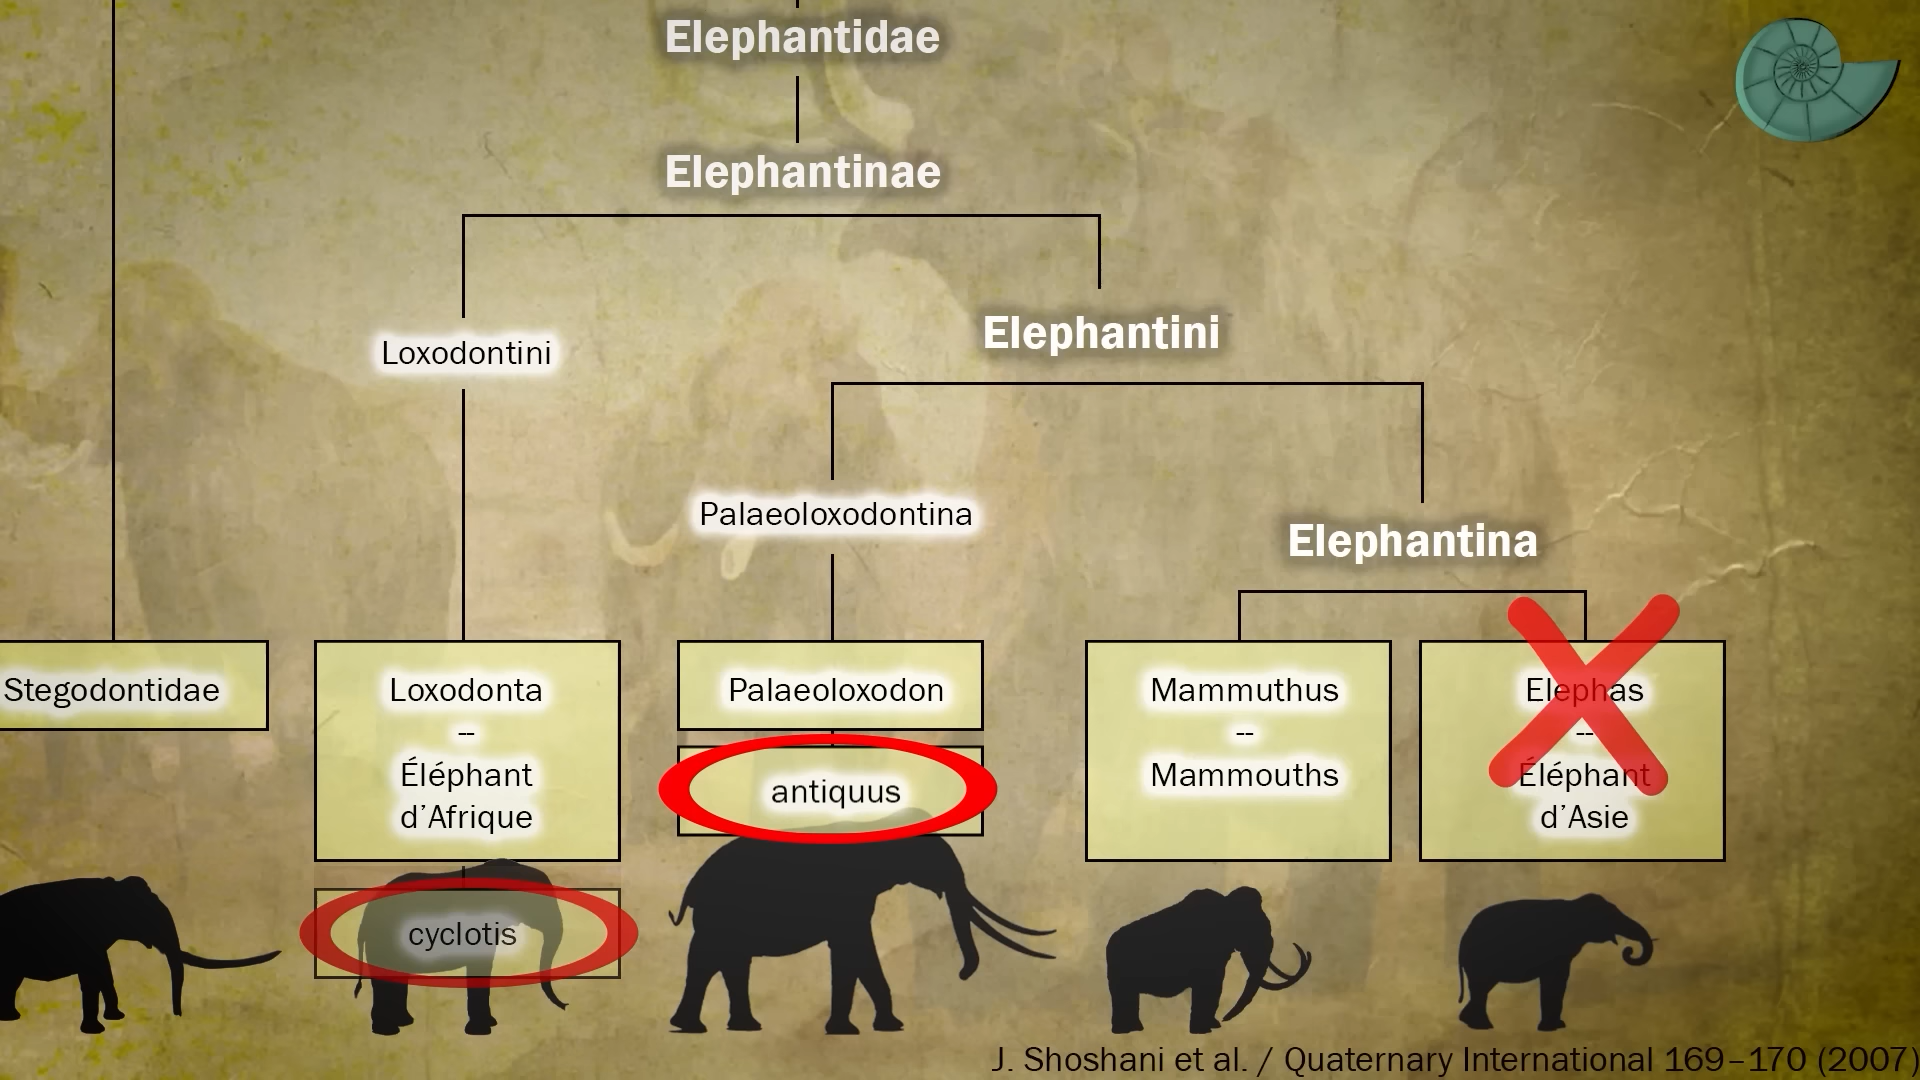 Elephantidae
Elephantinae
Loxodontini
Elephantini
Palaeoloxodontina
Elephantina
Stegodontidae
Loxodonta
--
Éléphant
d’Afrique
cyclotis
Palaeoloxodon
antiquus
Mammuthus
--
Mammouths
Elephas
--
Éléphant
d’Asie
J. Shoshani et al. / Quaternary International 169–170 (2007)